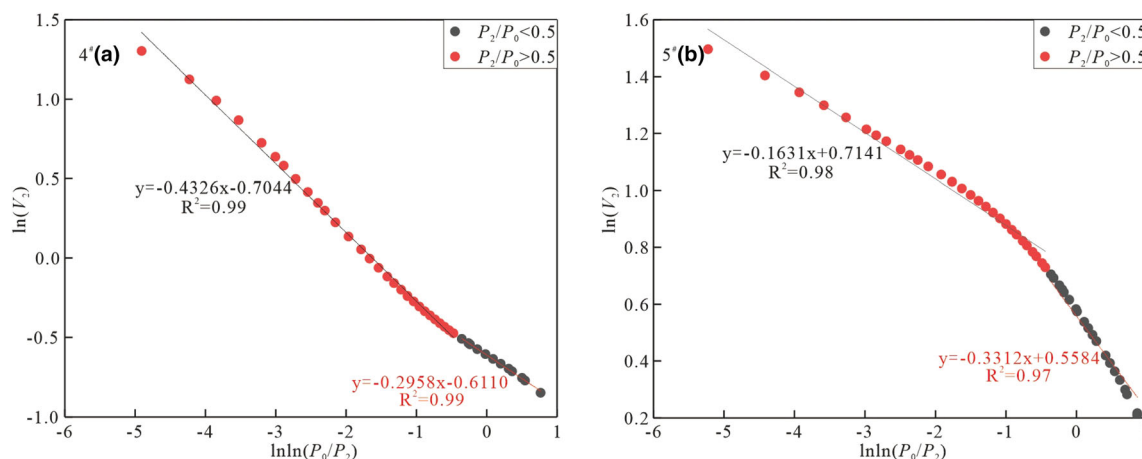 1.5
1.0
0.5
0.0
-0.5
-1.0
ln(V₂)
4#(a)
P₂/P₀<0.5
P₂/P₀>0.5
y=-0.4326x-0.7044
R²=0.99
y=-0.2958x-0.6110
R²=0.99
-6 -5 -4 -3 -2 -1 0 1
lnln(P₀/P₂)
1.6
1.4
1.2
1.0
0.8
0.6
0.4
0.2
ln(V₂)
5#(b)
P₂/P₀<0.5
P₂/P₀>0.5
y=-0.1631x+0.7141
R²=0.98
y=-0.3312x+0.5584
R²=0.97
-6 -5 -4 -3 -2 -1 0
lnln(P₀/P₂)